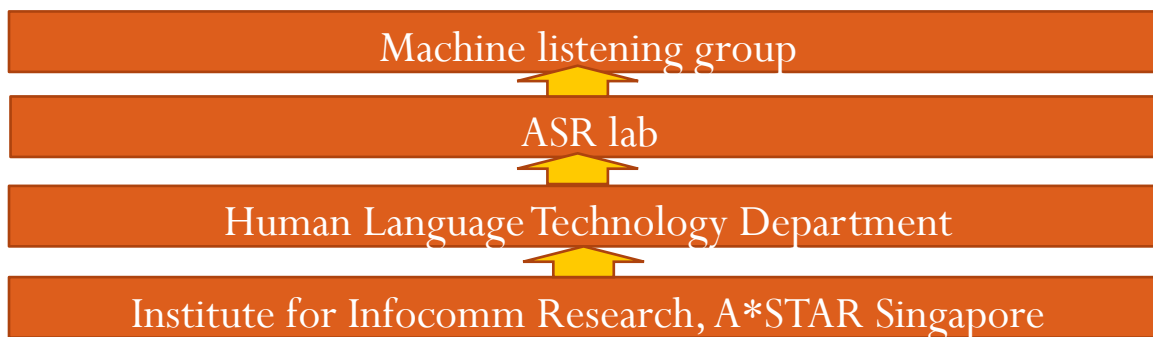 Machine listening group
ASR lab
Human Language Technology Department
Institute for Infocomm Research, A*STAR Singapore